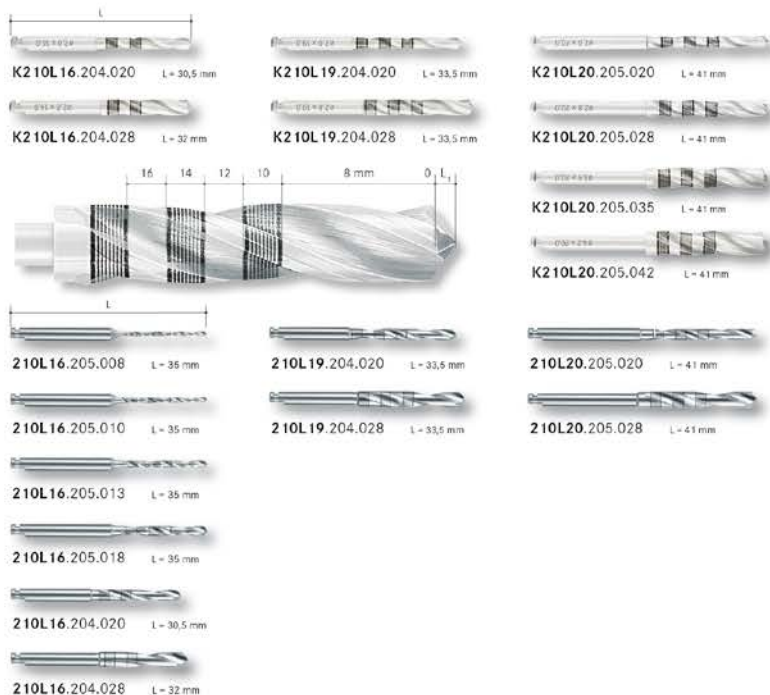 L
K210L16.204.020 L = 30,5 mm
K210L19.204.020 L = 33,5 mm
K210L20.205.020 L = 41 mm
K210L16.204.028 L = 32 mm
K210L19.204.028 L = 33,5 mm
K210L20.205.028 L = 41 mm
16 14 12 10 8 mm 0 L₁
K210L20.205.035 L = 41 mm
K210L20.205.042 L = 41 mm
L
210L16.205.008 L = 35 mm
210L19.204.020 L = 33,5 mm
210L20.205.020 L = 41 mm
210L16.205.010 L = 35 mm
210L19.204.028 L = 33,5 mm
210L20.205.028 L = 41 mm
210L16.205.013 L = 35 mm
210L16.205.018 L = 35 mm
210L16.204.020 L = 30,5 mm
210L16.204.028 L = 32 mm